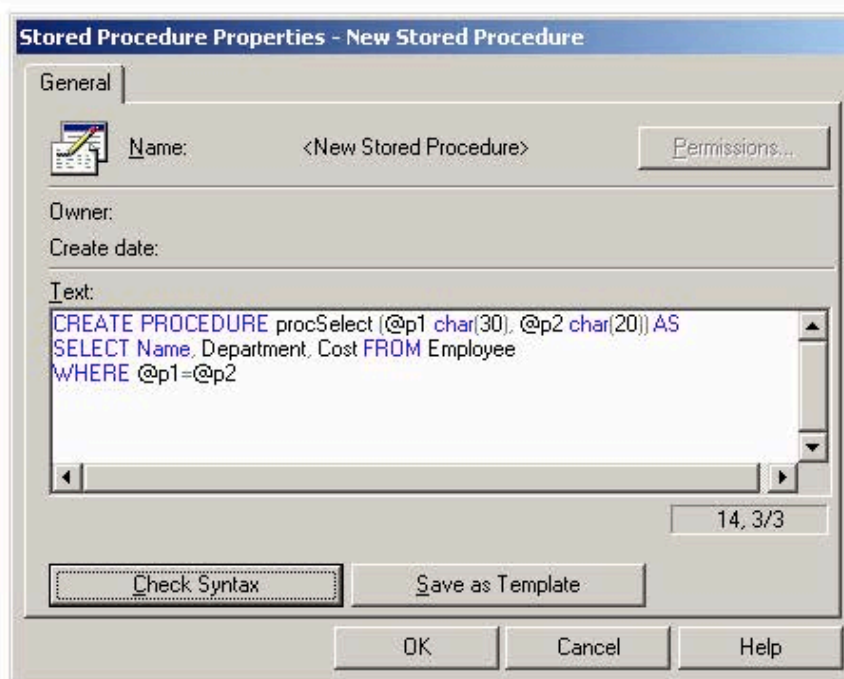 Stored Procedure Properties - New Stored Procedure
General
Name: <New Stored Procedure> Permissions...
Owner:
Create date:
Text:
CREATE PROCEDURE procSelect (@p1 char(30), @p2 char(20)) AS
SELECT Name, Department, Cost FROM Employee
WHERE @p1=@p2
14, 3/3
Check Syntax Save as Template
OK Cancel Help